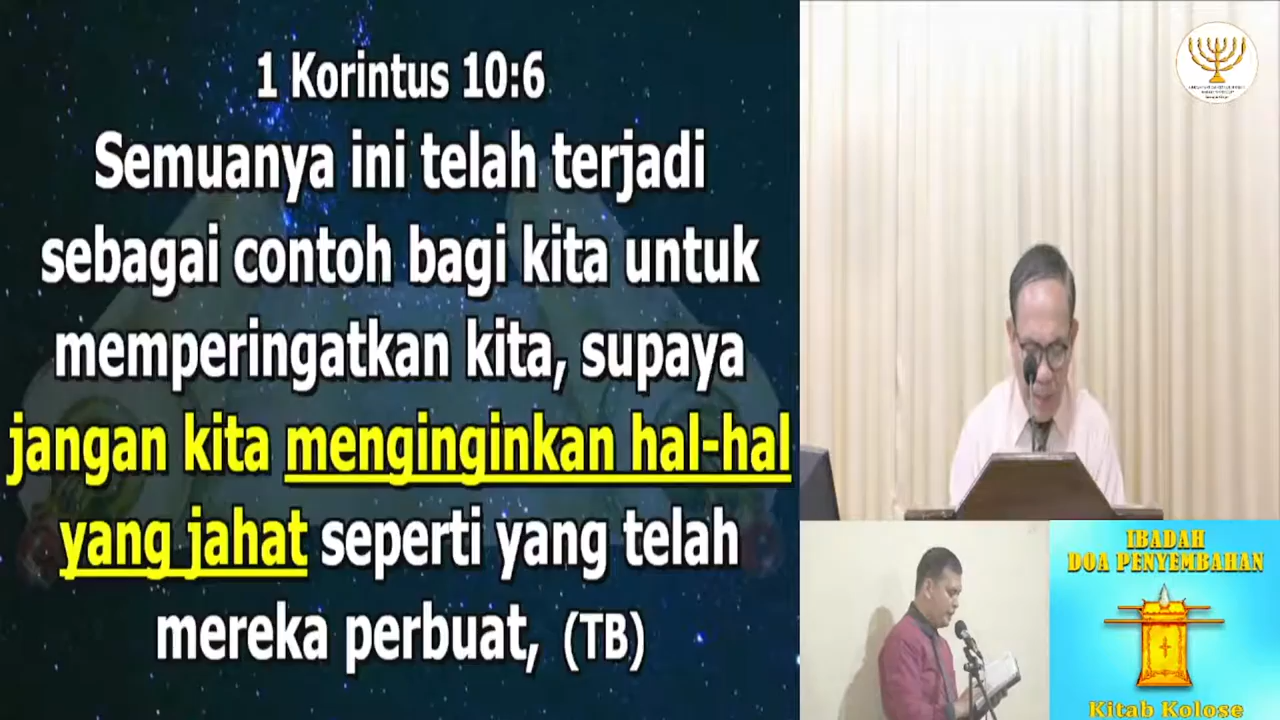 1 Korintus 10:6
Semuanya ini telah terjadi
sebagai contoh bagi kita untuk
memperingatkan kita, supaya
jangan kita menginginkan hal-hal
yang jahat seperti yang telah
mereka perbuat, (TB)
IBADAH
DOA PENYEMBAHAN
Kitab Kolose